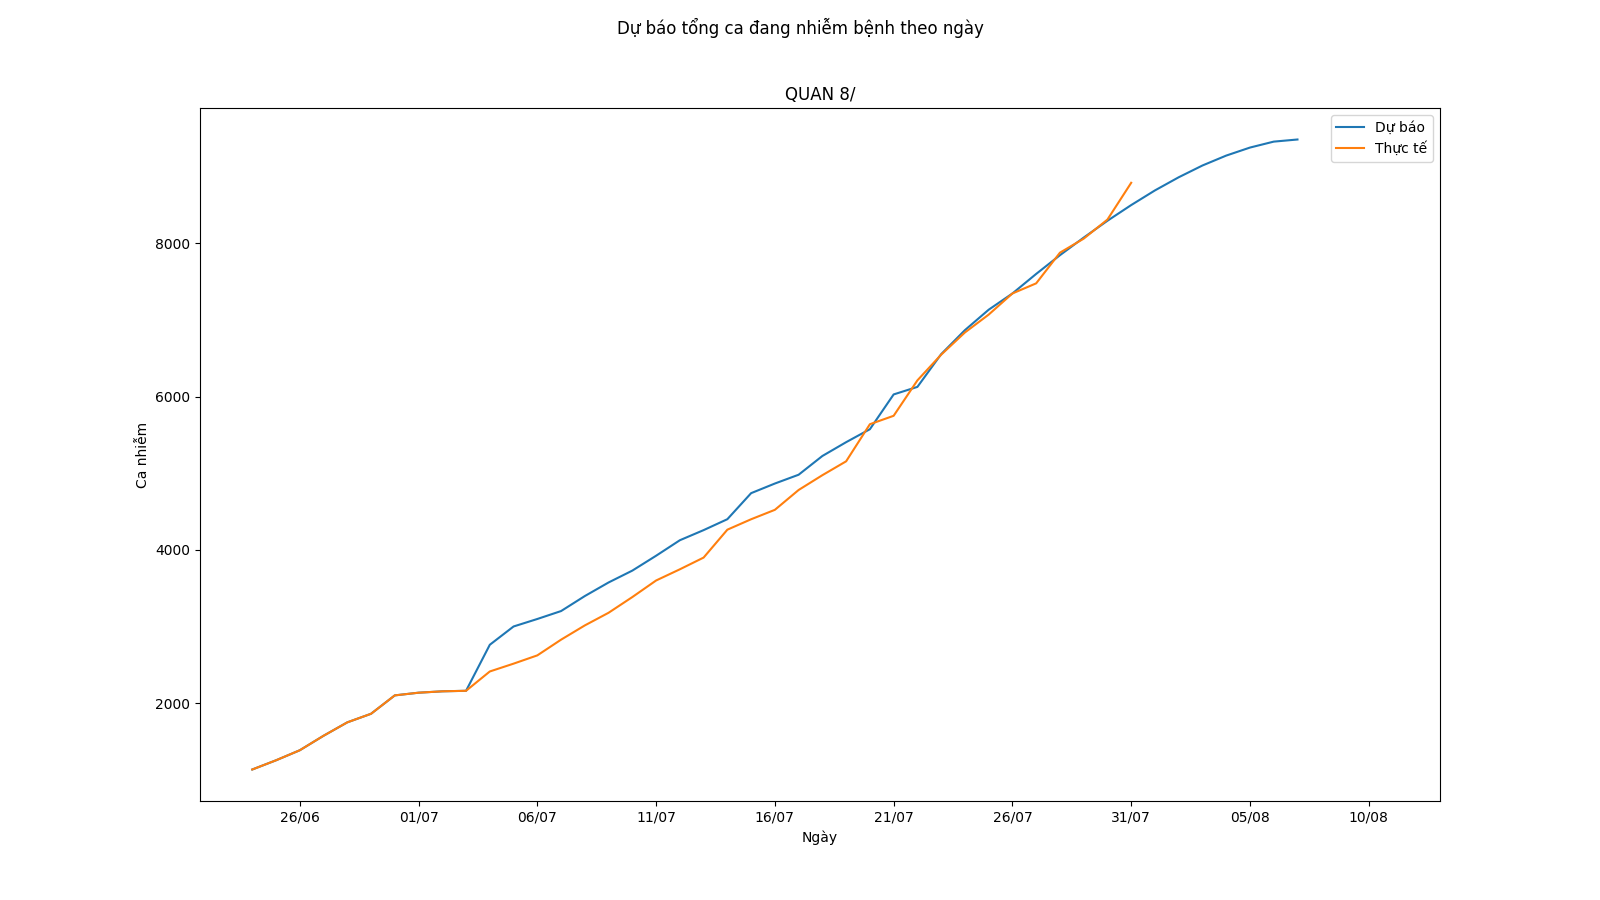 Dự báo tổng ca đang nhiễm bệnh theo ngày
QUAN 8/
Dự báo
Thực tế
8000
6000
4000
2000
Ca nhiễm
26/06 01/07 06/07 11/07 16/07 21/07 26/07 31/07 05/08 10/08
Ngày